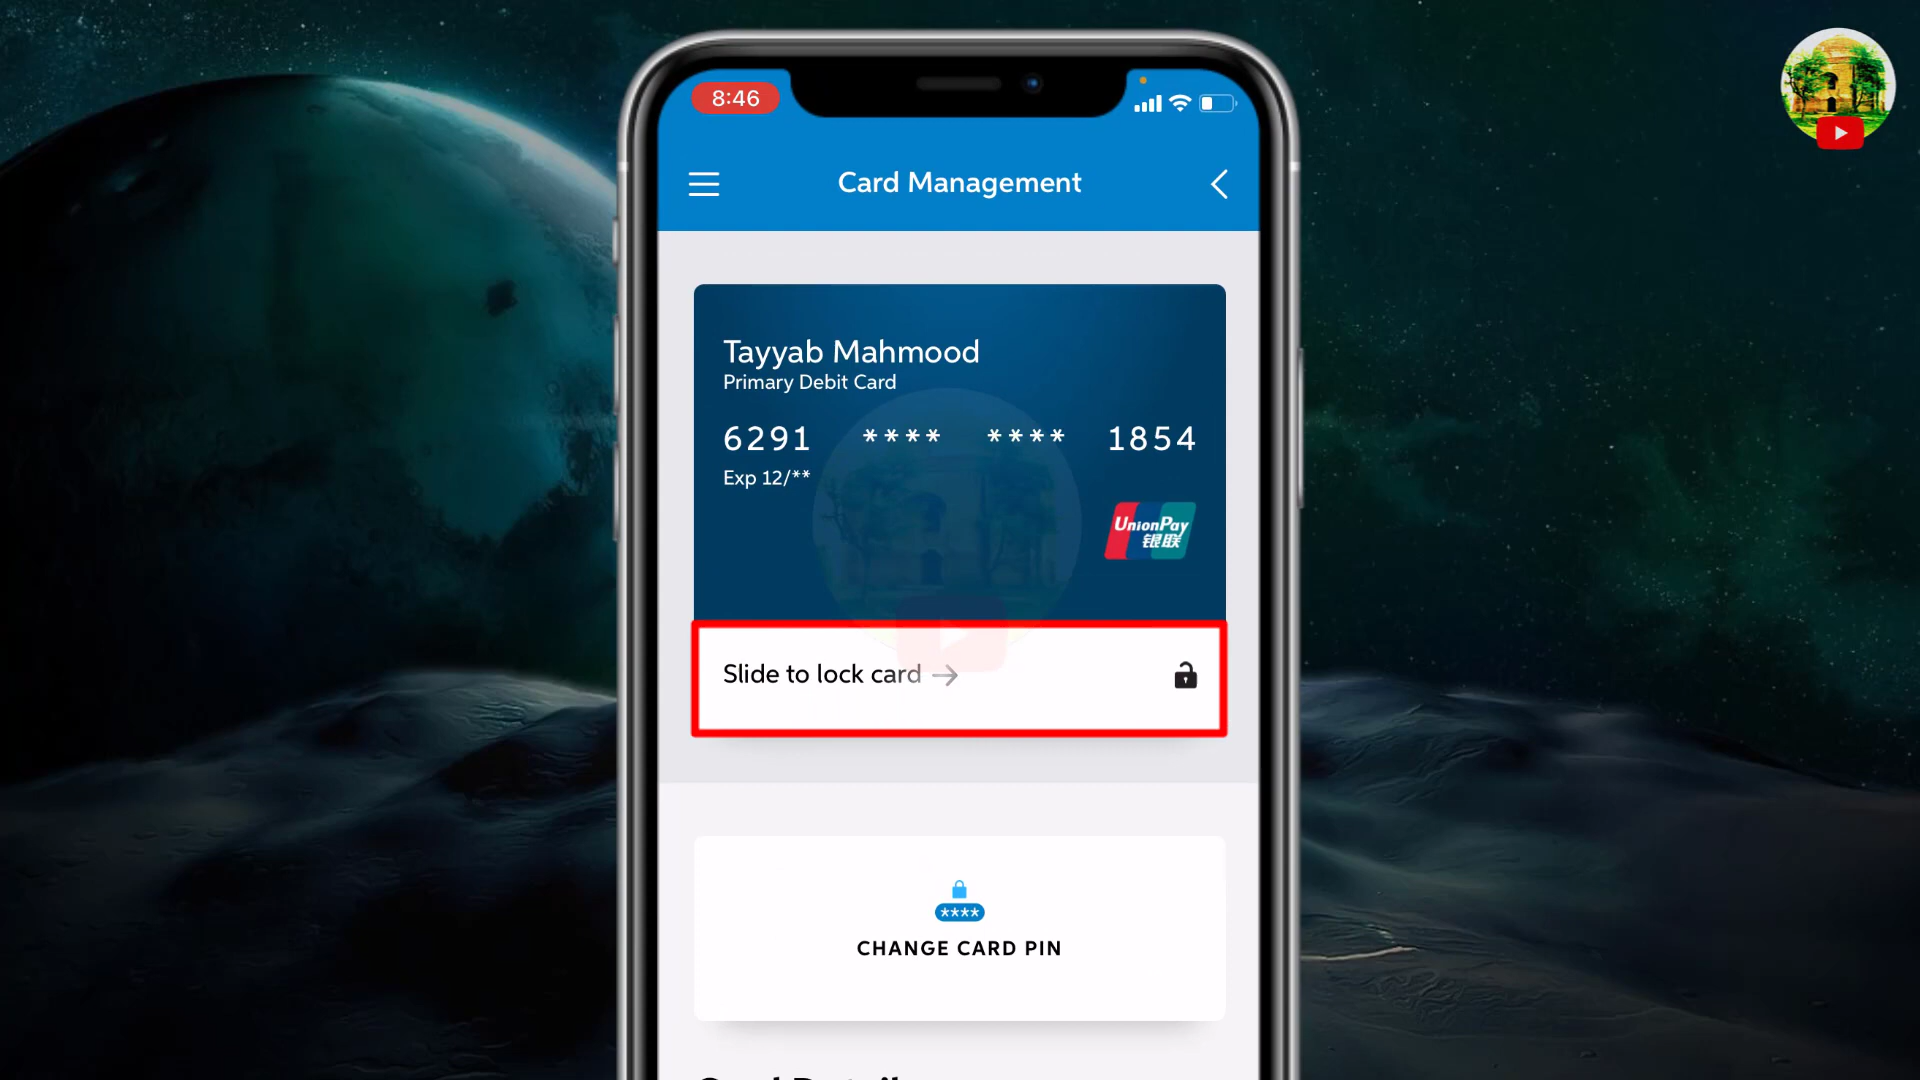 8:46
Card Management
Tayyab Mahmood
Primary Debit Card
6291 **** **** 1854
Exp 12/**
UnionPay
银联
Slide to lock card →
****
CHANGE CARD PIN